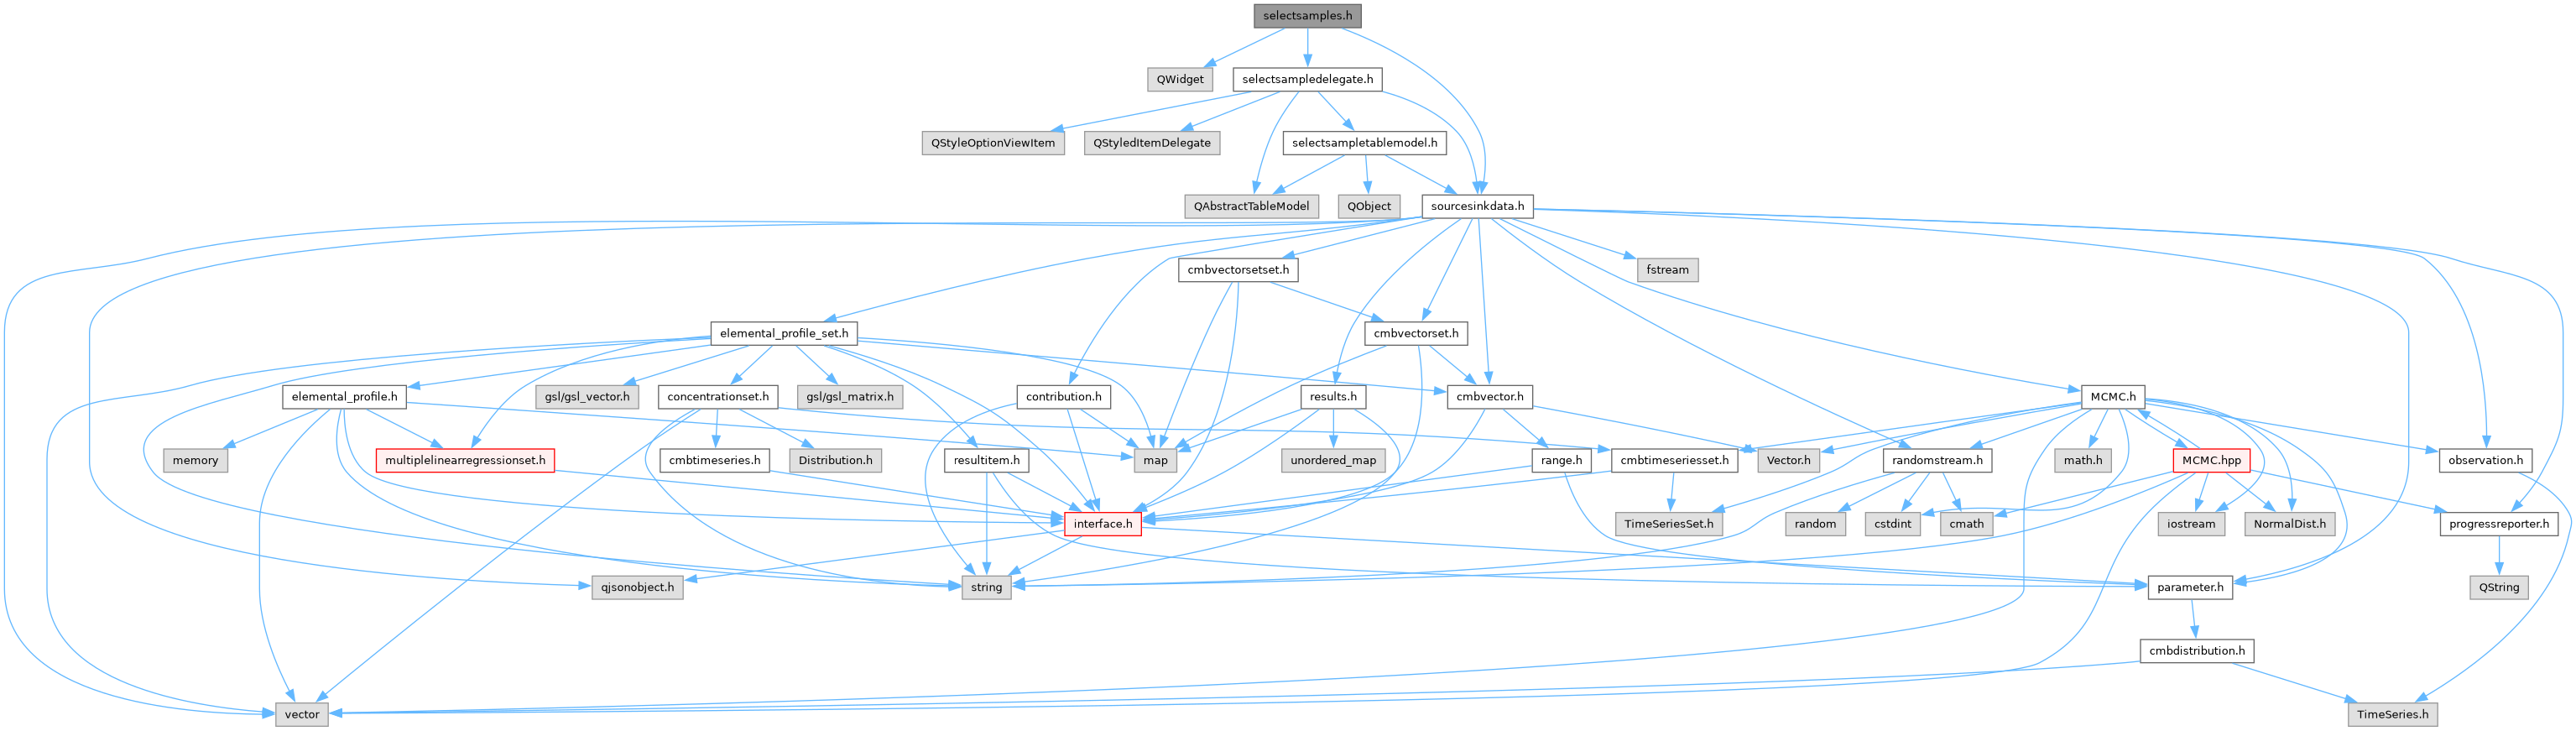 selectsamples.h
QWidget
selectsampledelegate.h
QStyleOptionViewItem
QStyledItemDelegate
selectsampletablemodel.h
QAbstractTableModel
QObject
sourcesinkdata.h
cmbvectorsetset.h
fstream
elemental_profile_set.h
cmbvectorset.h
elemental_profile.h
gsl/gsl_vector.h
concentrationset.h
gsl/gsl_matrix.h
contribution.h
results.h
cmbvector.h
MCMC.h
memory
multiplelinearregressionset.h
cmbtimeseries.h
Distribution.h
resultitem.h
map
unordered_map
range.h
cmbtimeseriesset.h
Vector.h
randomstream.h
math.h
MCMC.hpp
observation.h
interface.h
TimeSeriesSet.h
random
cstdint
cmath
iostream
NormalDist.h
progressreporter.h
qjsonobject.h
string
parameter.h
QString
cmbdistribution.h
vector
TimeSeries.h